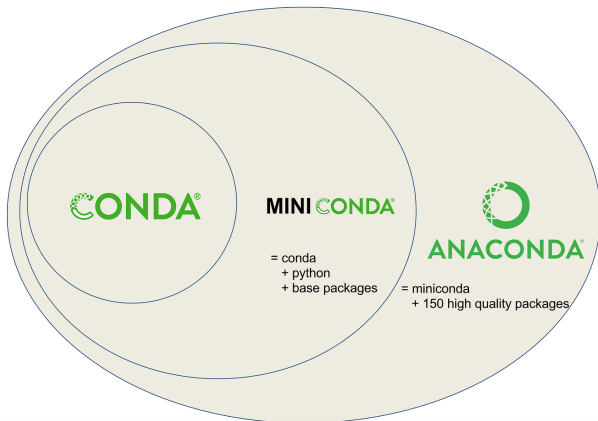 CONDA®
MINI CONDA®
= conda
+ python
+ base packages
ANACONDA®
= miniconda
+ 150 high quality packages